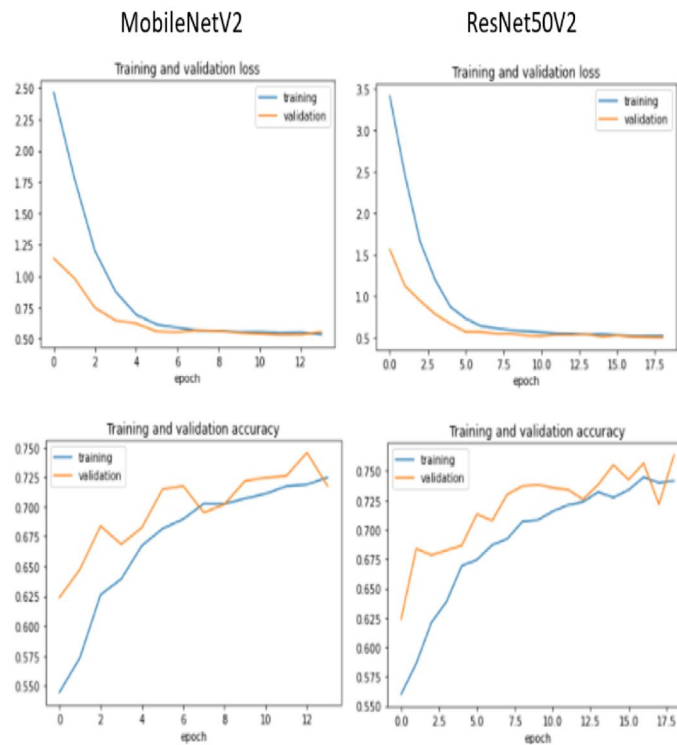 MobileNetV2
ResNet50V2
Training and validation loss
training
validation
2.50
2.25
2.00
1.75
1.50
1.25
1.00
0.75
0.50
0 2 4 6 8 10 12
epoch
Training and validation loss
training
validation
3.5
3.0
2.5
2.0
1.5
1.0
0.5
0.0 2.5 5.0 7.5 10.0 12.5 15.0 17.5
epoch
Training and validation accuracy
training
validation
0.750
0.725
0.700
0.675
0.650
0.625
0.600
0.575
0.550
0 2 4 6 8 10 12
epoch
Training and validation accuracy
training
validation
0.750
0.725
0.700
0.675
0.650
0.625
0.600
0.575
0.550
0.0 2.5 5.0 7.5 10.0 12.5 15.0 17.5
epoch